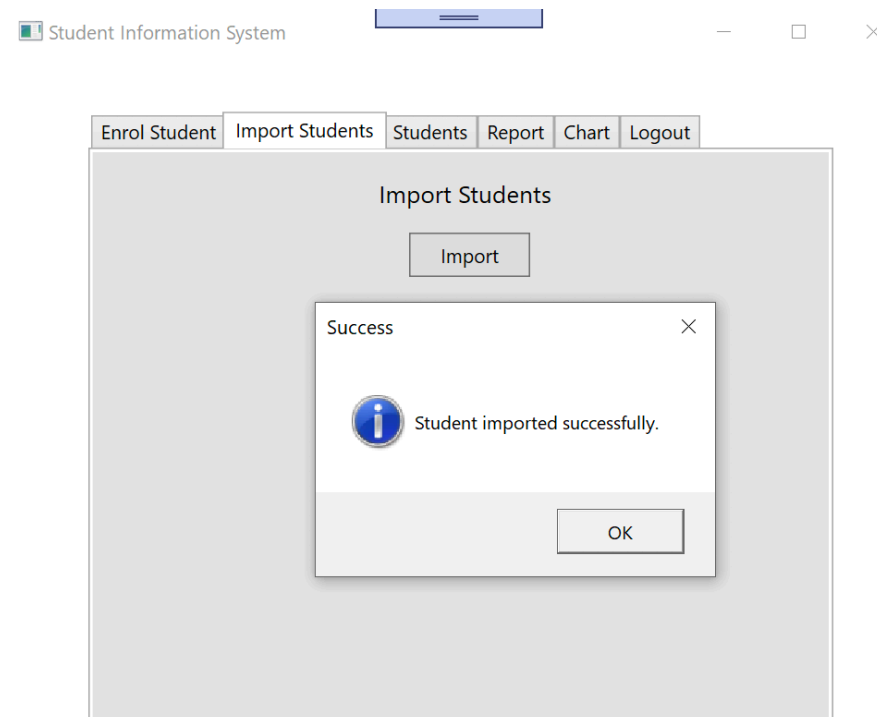 Student Information System
Enrol Student Import Students Students Report Chart Logout
Import Students
Import
Success
Student imported successfully.
OK